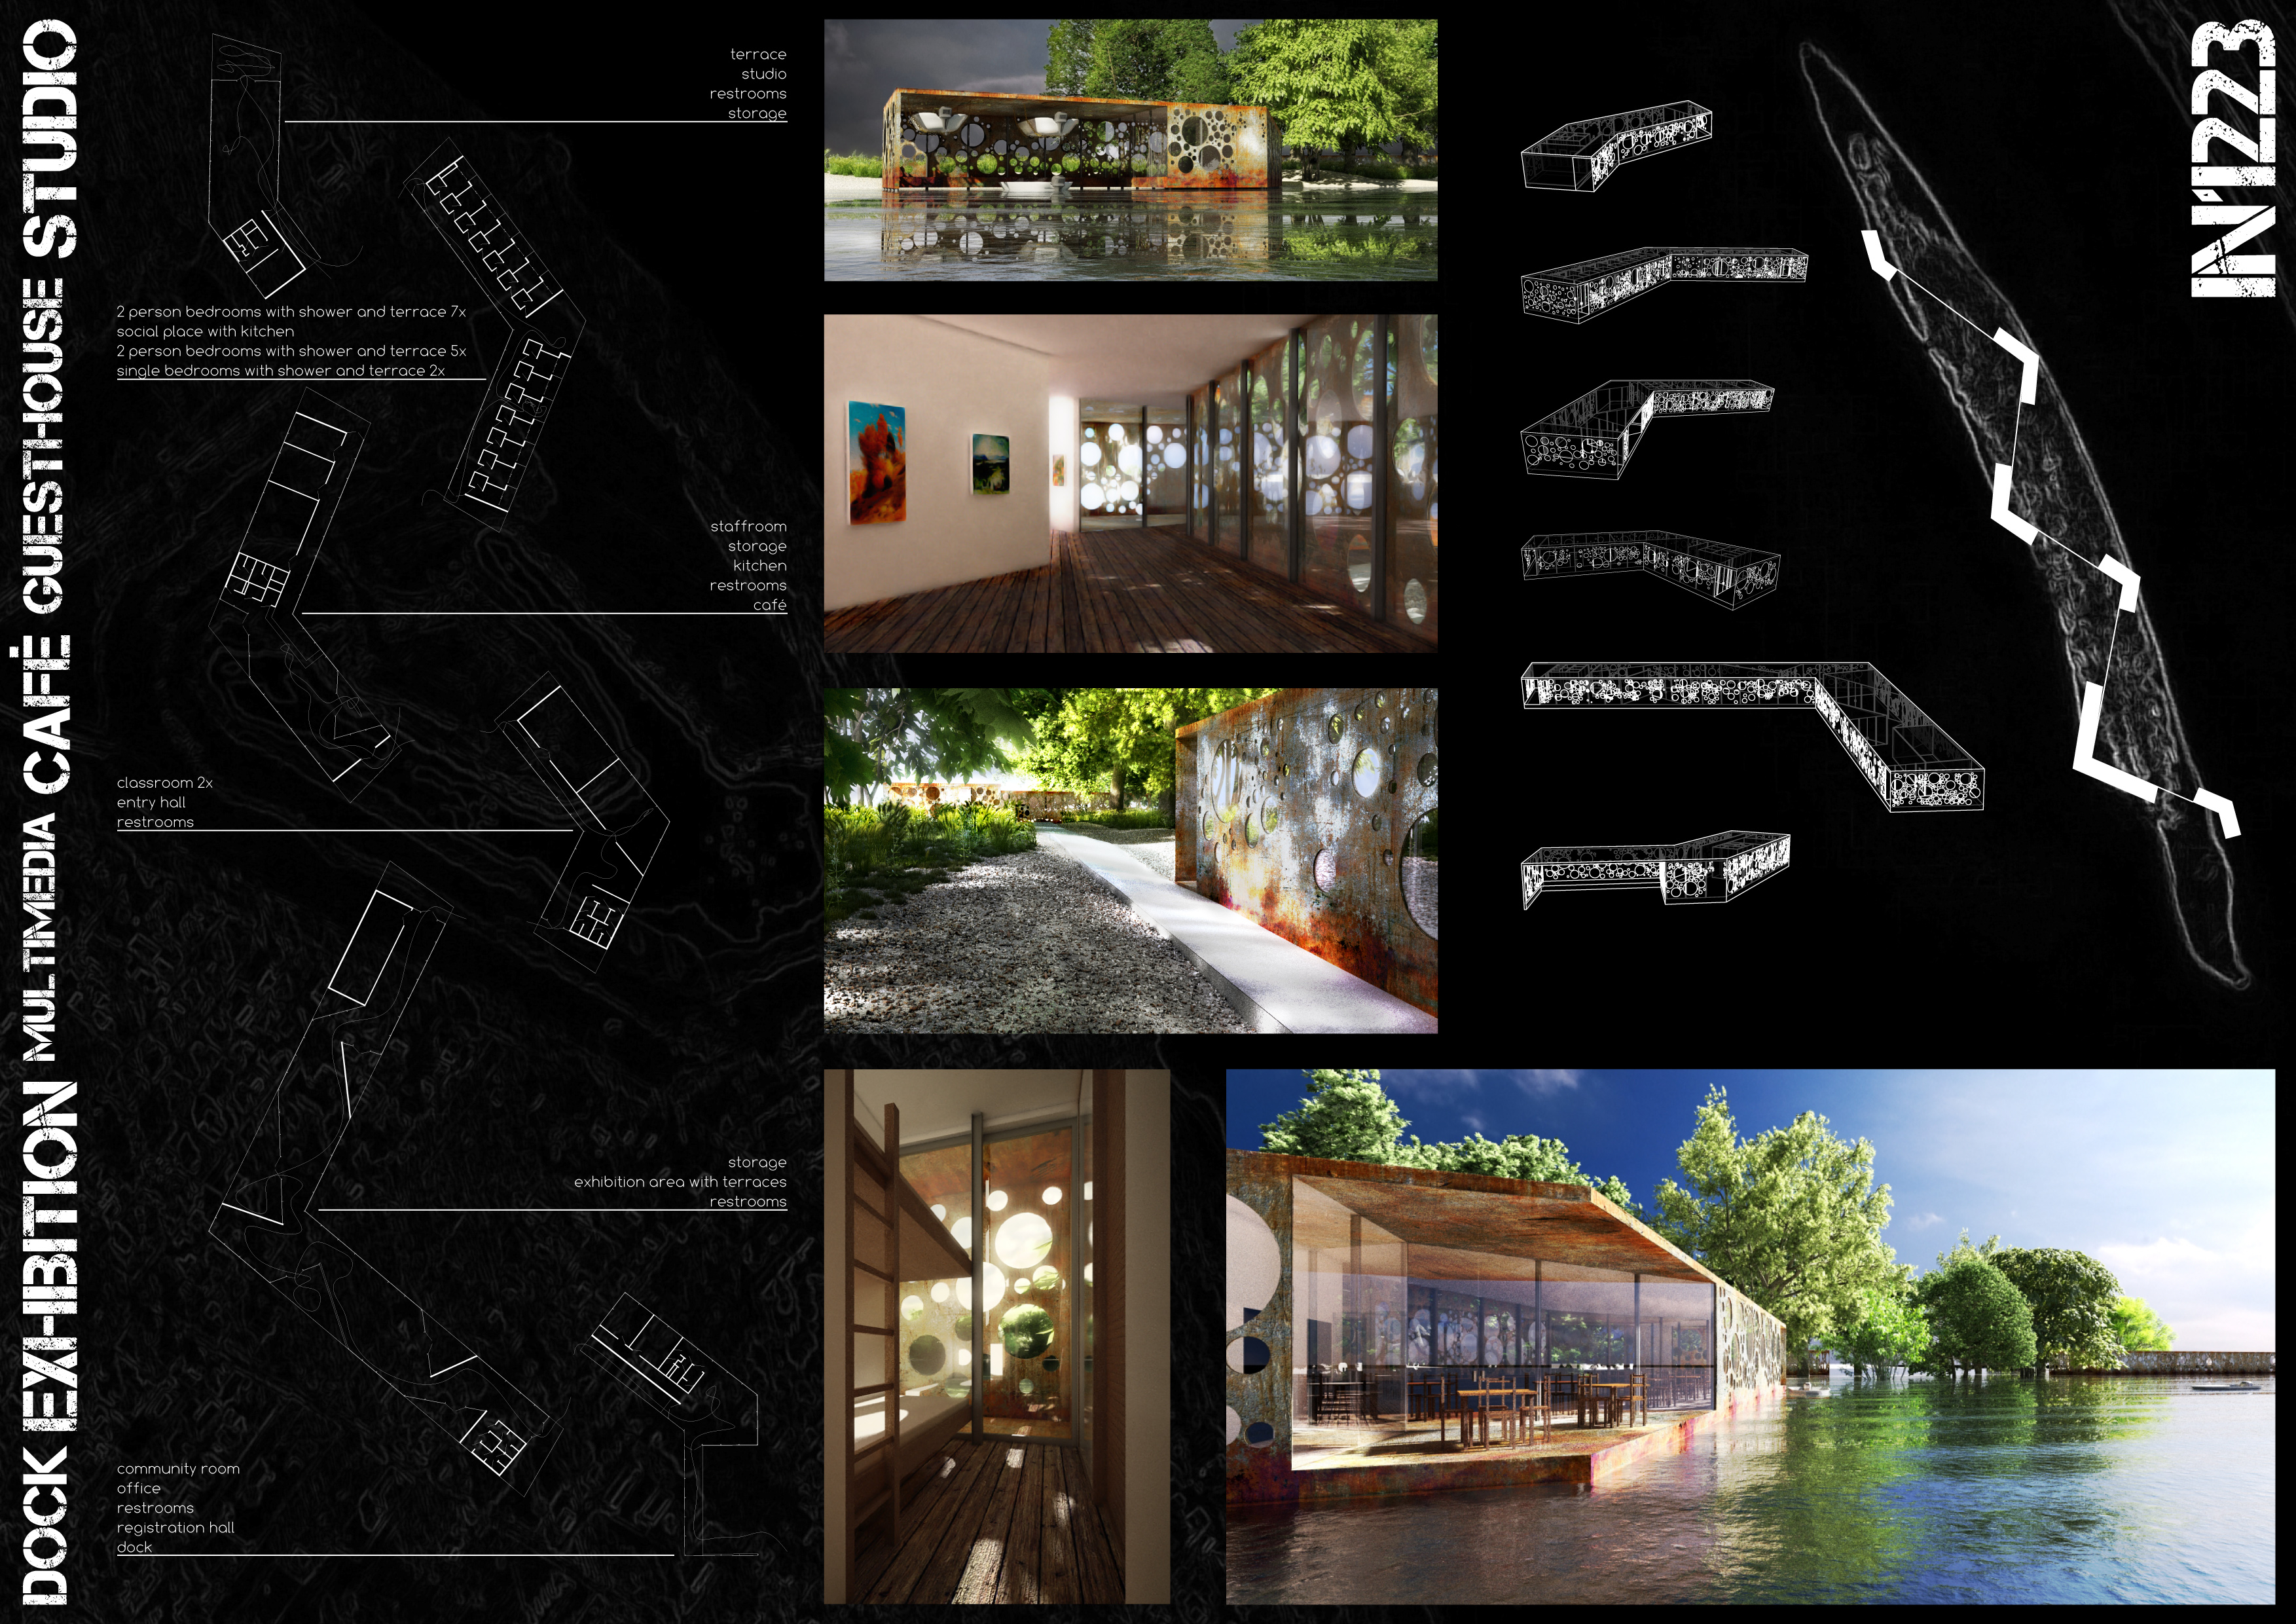 DOCK EXHIBITION MULTIMEDIA CAFÉ GUESTHOUSE STUDIO
terrace
studio
restrooms
storage
2 person bedrooms with shower and terrace 7x
social place with kitchen
2 person bedrooms with shower and terrace 5x
single bedrooms with shower and terrace 2x
staffroom
storage
kitchen
restrooms
café
classroom 2x
entry hall
restrooms
storage
exhibition area with terraces
restrooms
community room
office
restrooms
registration hall
dock
IN'1223